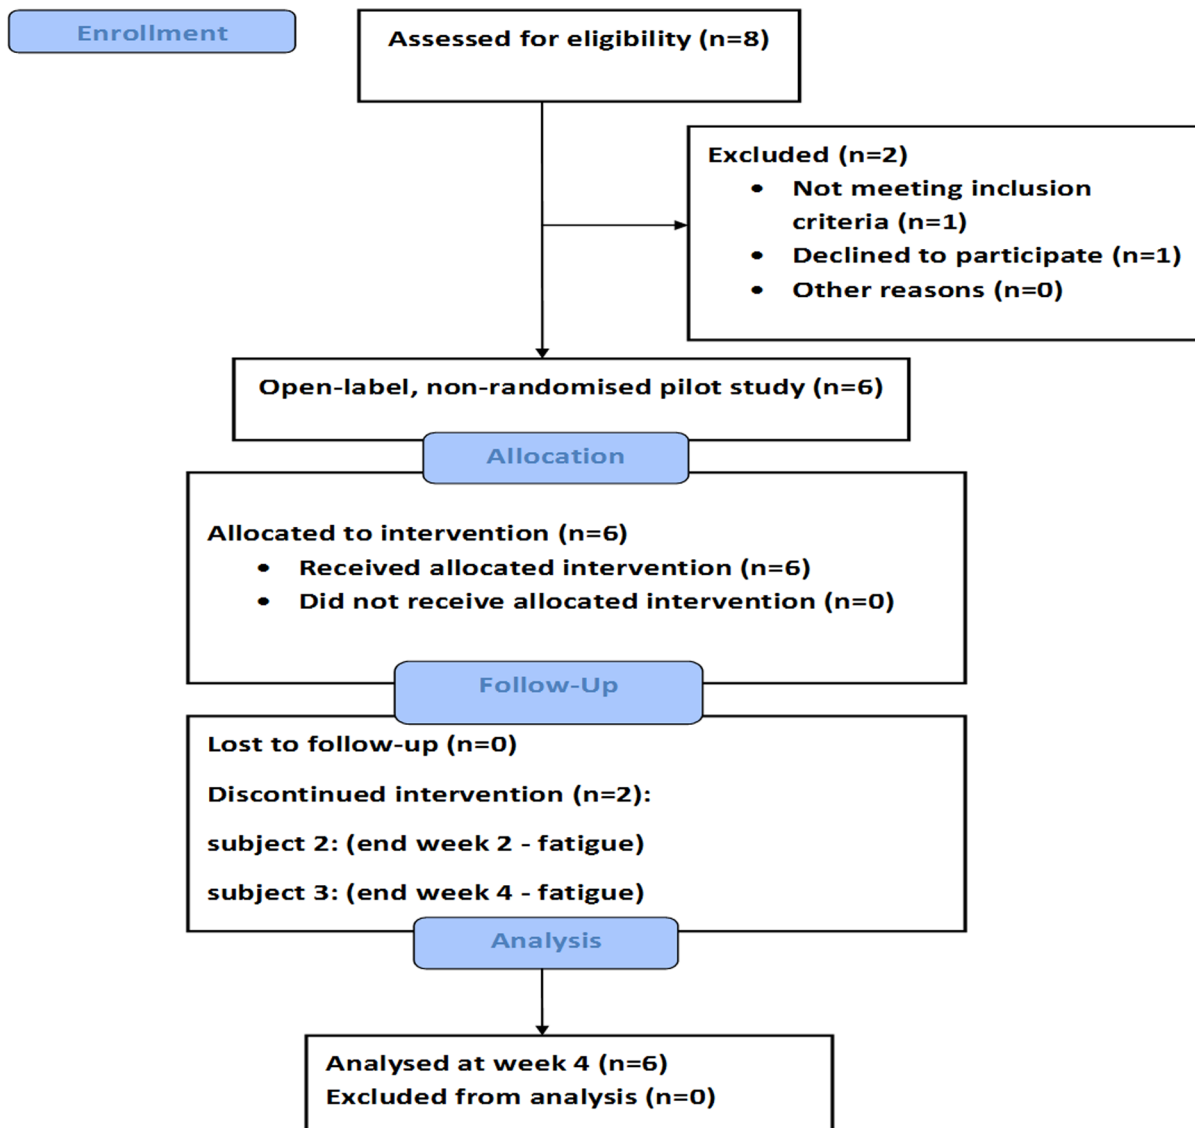 Enrollment
Assessed for eligibility (n=8)
Excluded (n=2)
• Not meeting inclusion
criteria (n=1)
• Declined to participate (n=1)
• Other reasons (n=0)
Open-label, non-randomised pilot study (n=6)
Allocation
Allocated to intervention (n=6)
• Received allocated intervention (n=6)
• Did not receive allocated intervention (n=0)
Follow-Up
Lost to follow-up (n=0)
Discontinued intervention (n=2):
subject 2: (end week 2 - fatigue)
subject 3: (end week 4 - fatigue)
Analysis
Analysed at week 4 (n=6)
Excluded from analysis (n=0)